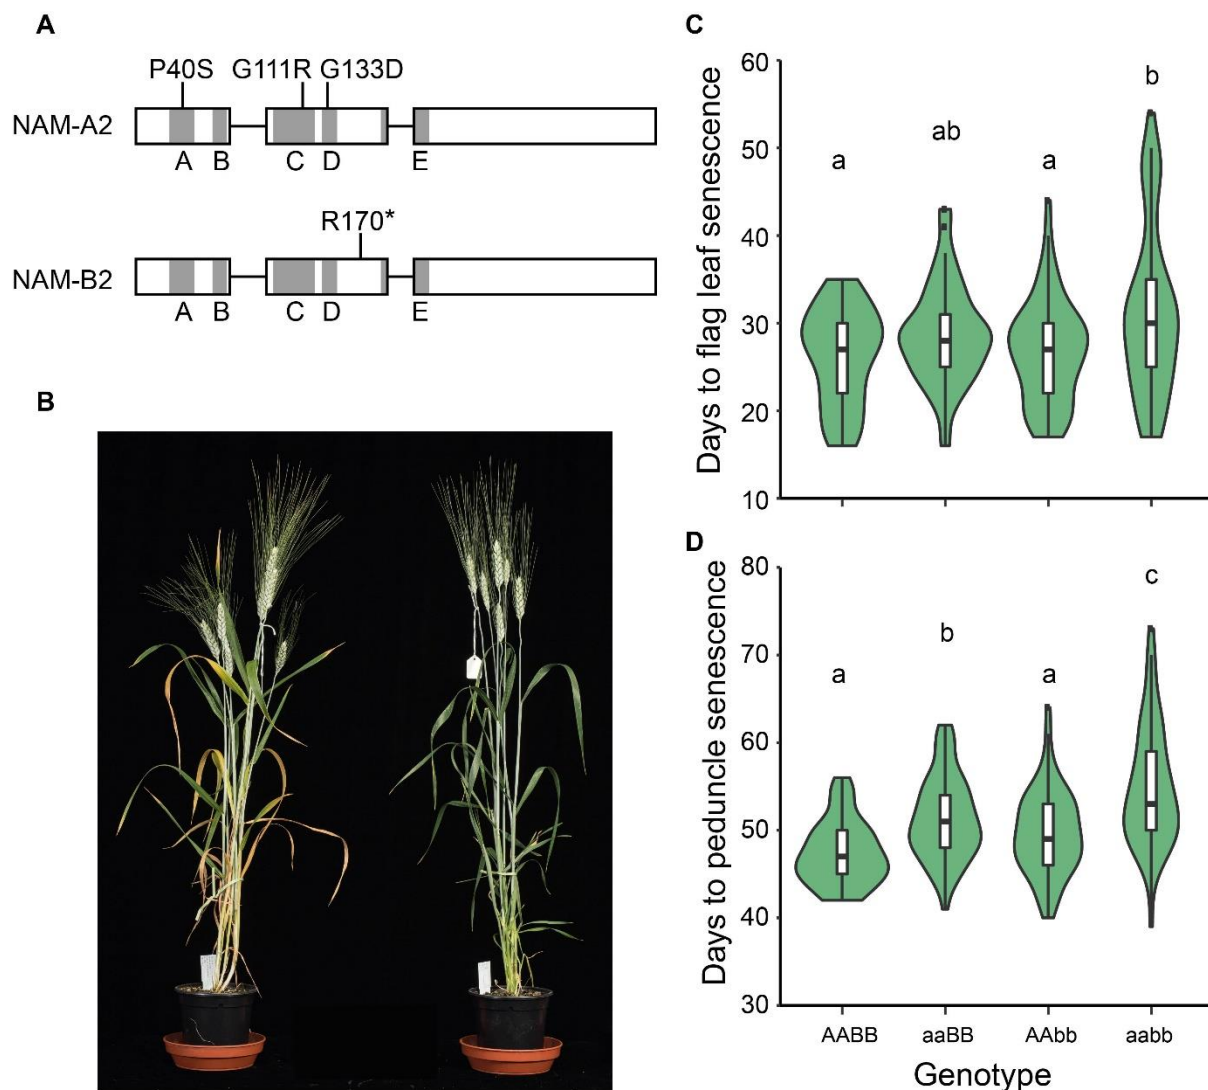 A
P40S G111R G133D
NAM-A2
A B C D E
R170*
NAM-B2
A B C D E
B
C
Days to flag leaf senescence
60
50
40
30
20
10
a ab a b
D
Days to peduncle senescence
80
70
60
50
40
30
a b a c
AABB aaBB AAbb aabb
Genotype